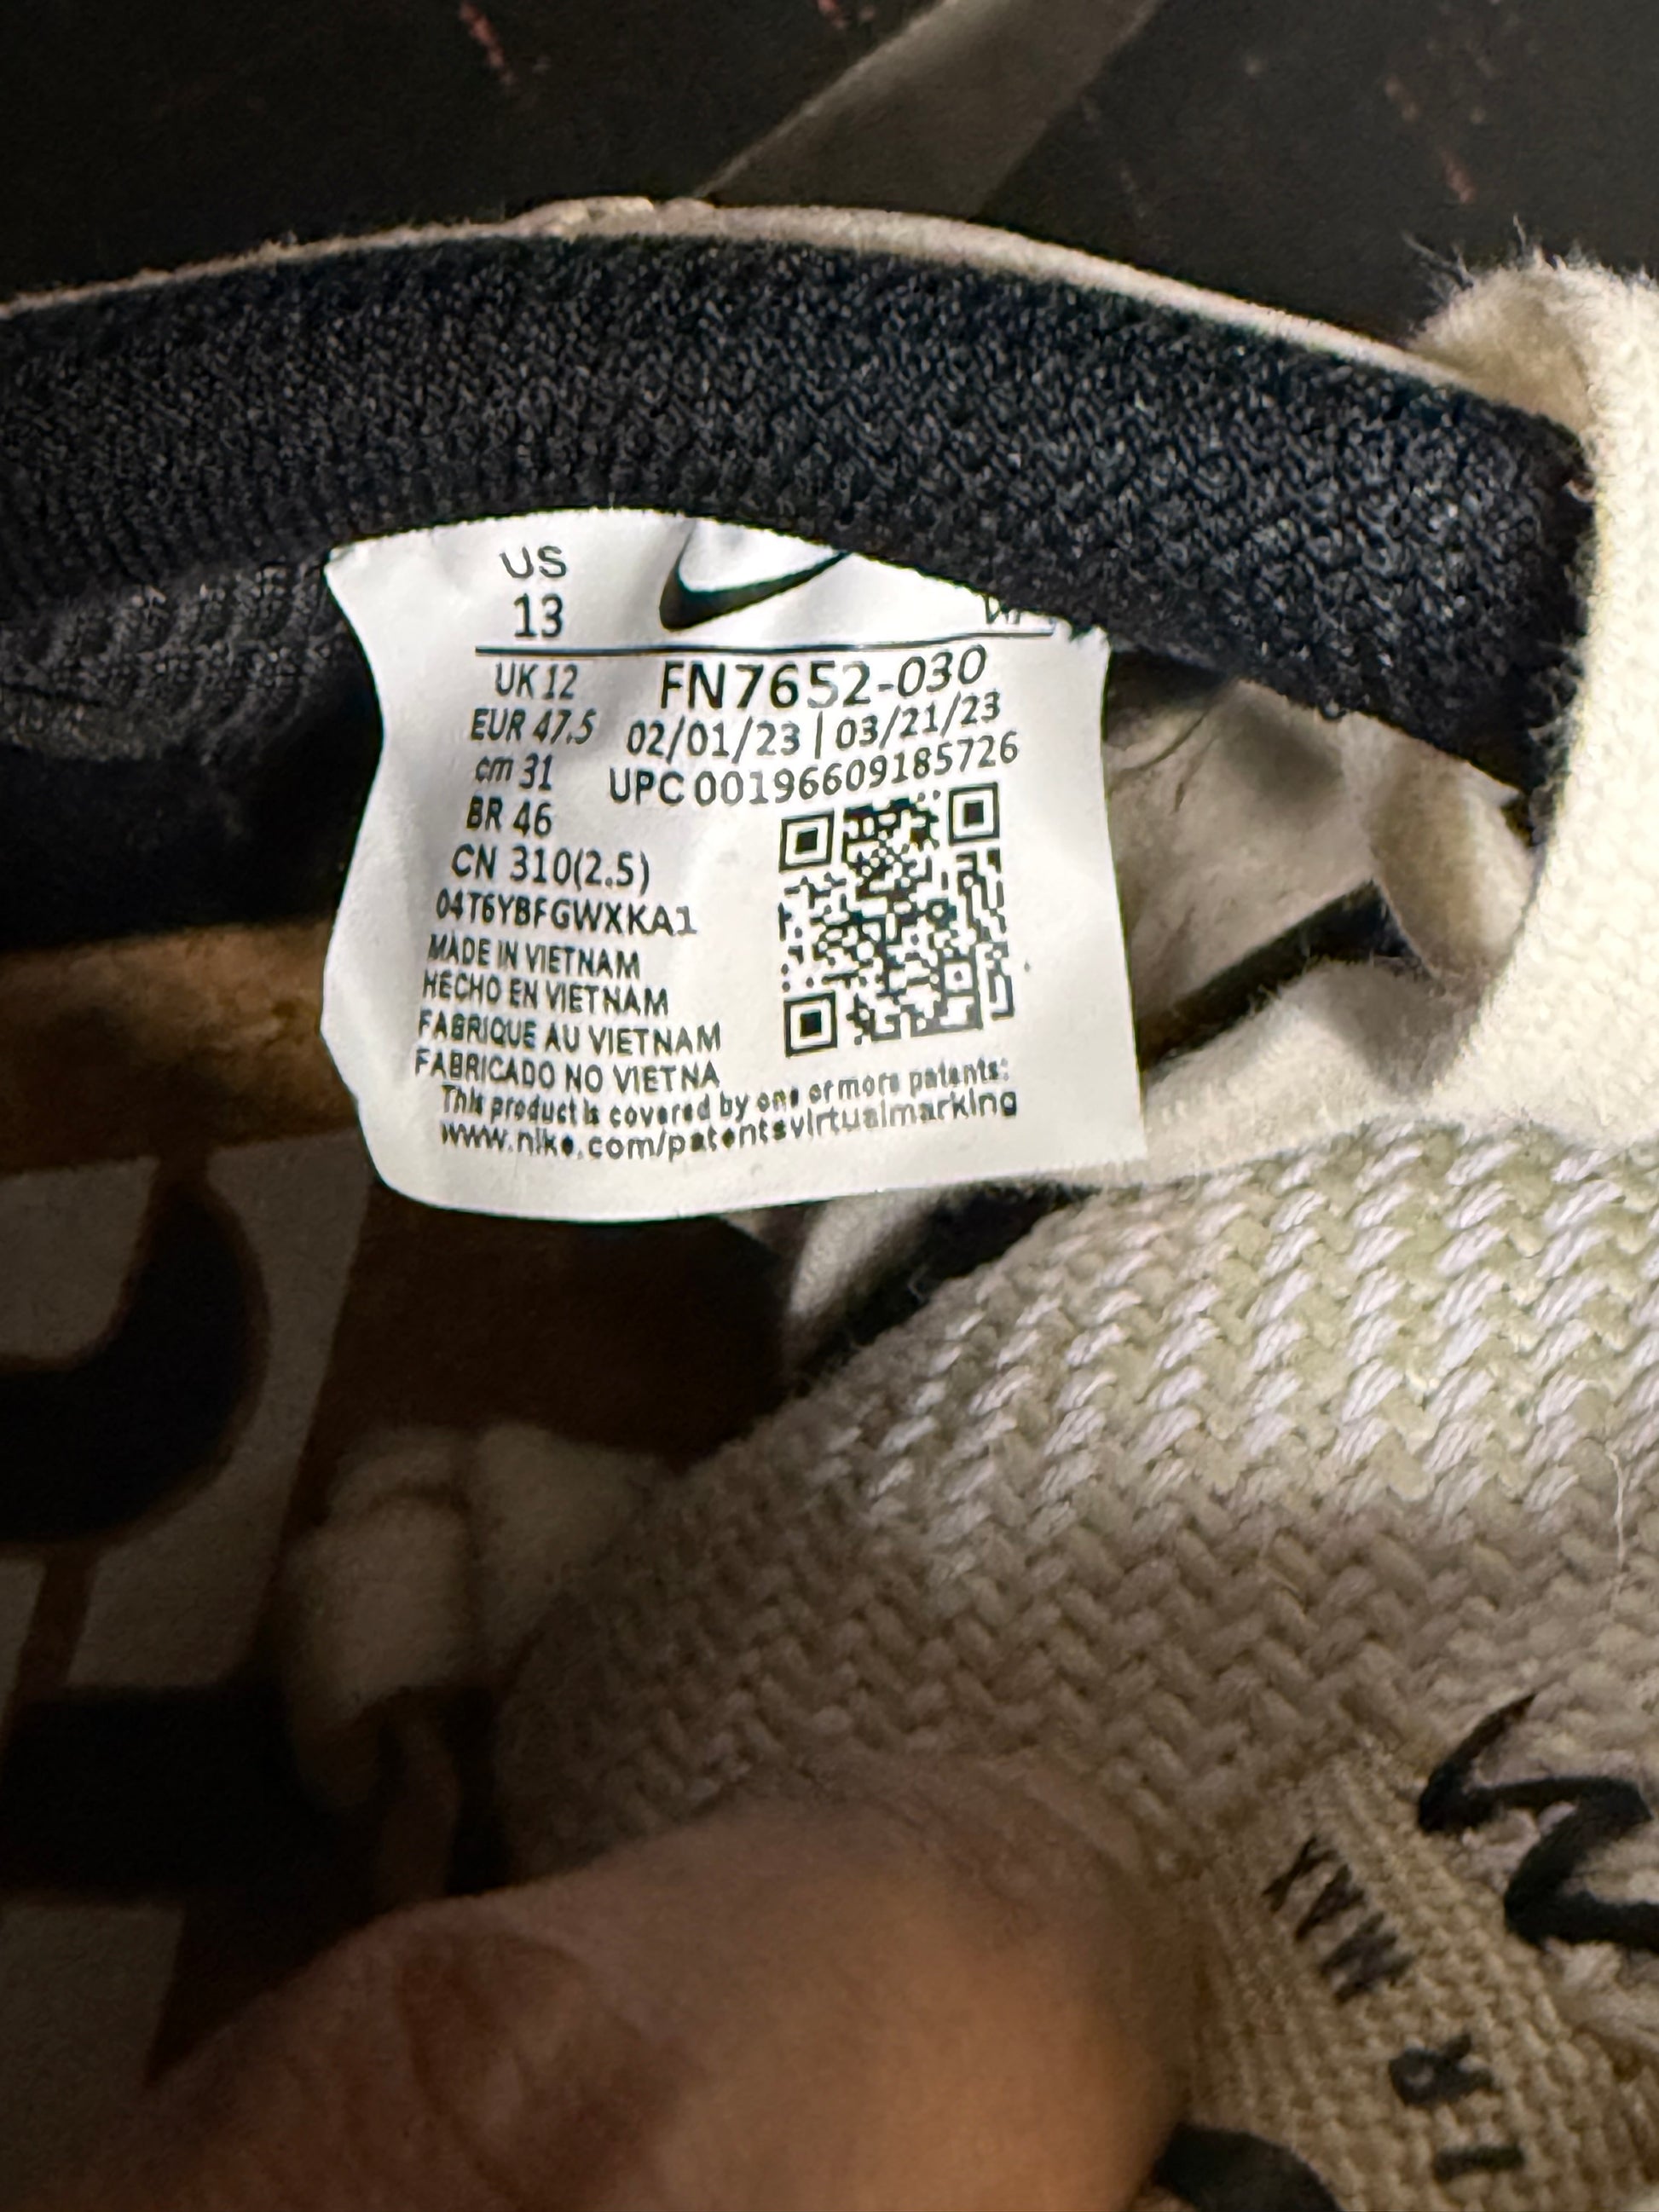 US
13
UK 12
EUR 47.5
cm 31
BR 46
CN 310(2.5)
04T6YBFGWXKA1
MADE IN VIETNAM
HECHO EN VIETNAM
FABRIQUE AU VIETNAM
FABRICADO NO VIETNA
FN7652-030
02/01/23 | 03/21/23
UPC 00196609185726
This product is covered by one or more patents:
www.nike.com/patentsvirtualmarking